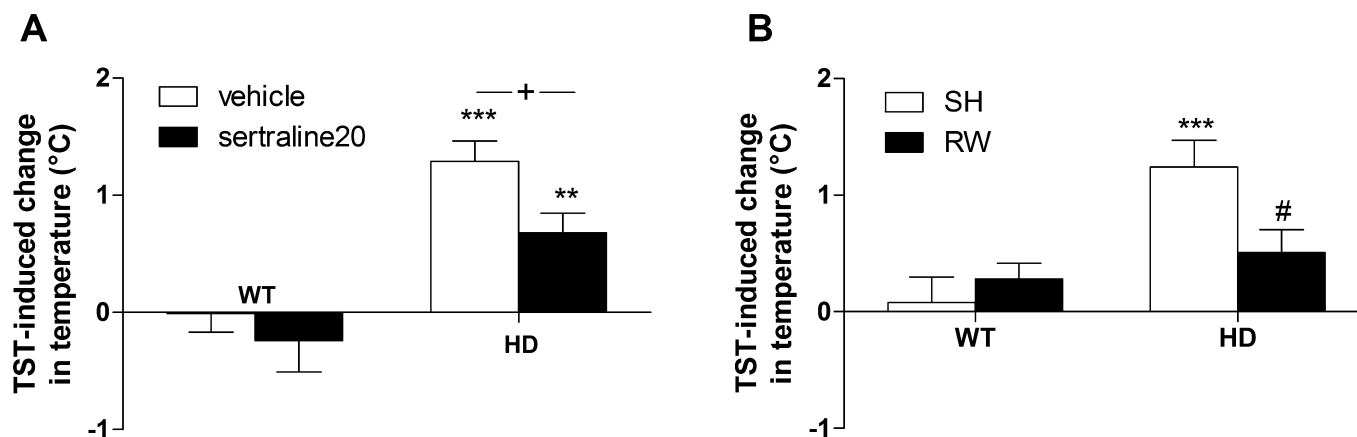 A
TST-induced change
in temperature (°C)
2
1
0
-1
vehicle
sertraline20
+
***
**
WT
HD
B
TST-induced change
in temperature (°C)
2
1
0
-1
SH
RW
***
#
WT
HD